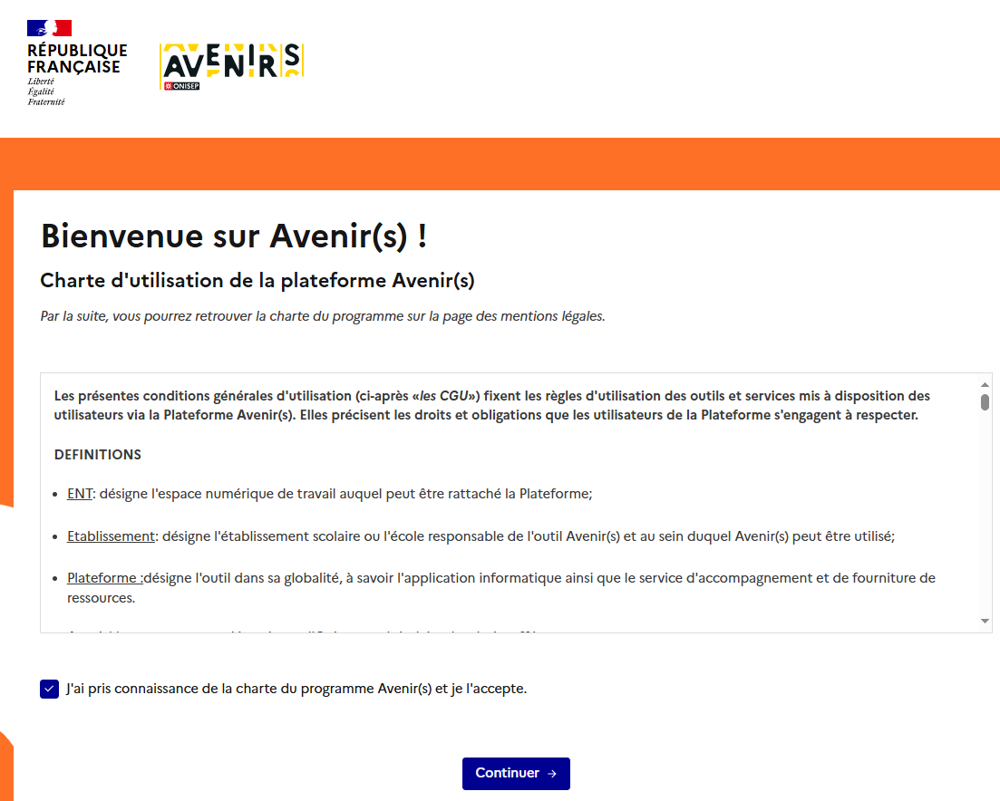 RÉPUBLIQUE
FRANÇAISE
Liberté
Égalité
Fraternité
AVENIRS
ONISEP
Bienvenue sur Avenir(s) !
Charte d'utilisation de la plateforme Avenir(s)
Par la suite, vous pourrez retrouver la charte du programme sur la page des mentions légales.
Les présentes conditions générales d'utilisation (ci-après «les CGU») fixent les règles d'utilisation des outils et services mis à disposition des
utilisateurs via la Plateforme Avenir(s). Elles précisent les droits et obligations que les utilisateurs de la Plateforme s'engagent à respecter.
DEFINITIONS
• ENT: désigne l'espace numérique de travail auquel peut être rattaché la Plateforme;
• Etablissement: désigne l'établissement scolaire ou l'école responsable de l'outil Avenir(s) et au sein duquel Avenir(s) peut être utilisé;
• Plateforme :désigne l'outil dans sa globalité, à savoir l'application informatique ainsi que le service d'accompagnement et de fourniture de
ressources.
J'ai pris connaissance de la charte du programme Avenir(s) et je l'accepte.
Continuer →